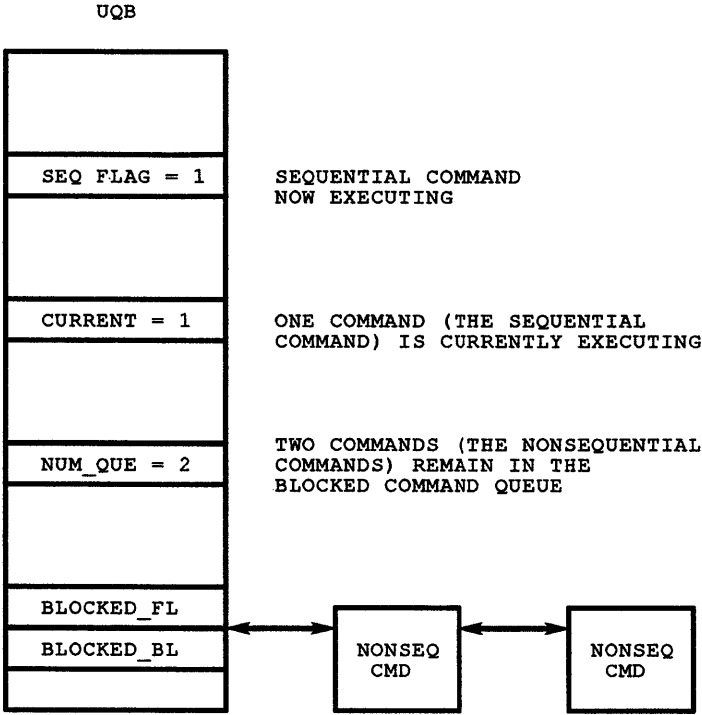 UQB
SEQ FLAG = 1
SEQUENTIAL COMMAND
NOW EXECUTING
CURRENT = 1
ONE COMMAND (THE SEQUENTIAL
COMMAND) IS CURRENTLY EXECUTING
NUM_QUE = 2
TWO COMMANDS (THE NONSEQUENTIAL
COMMANDS) REMAIN IN THE
BLOCKED COMMAND QUEUE
BLOCKED_FL
BLOCKED_BL
NONSEQ
CMD
NONSEQ
CMD